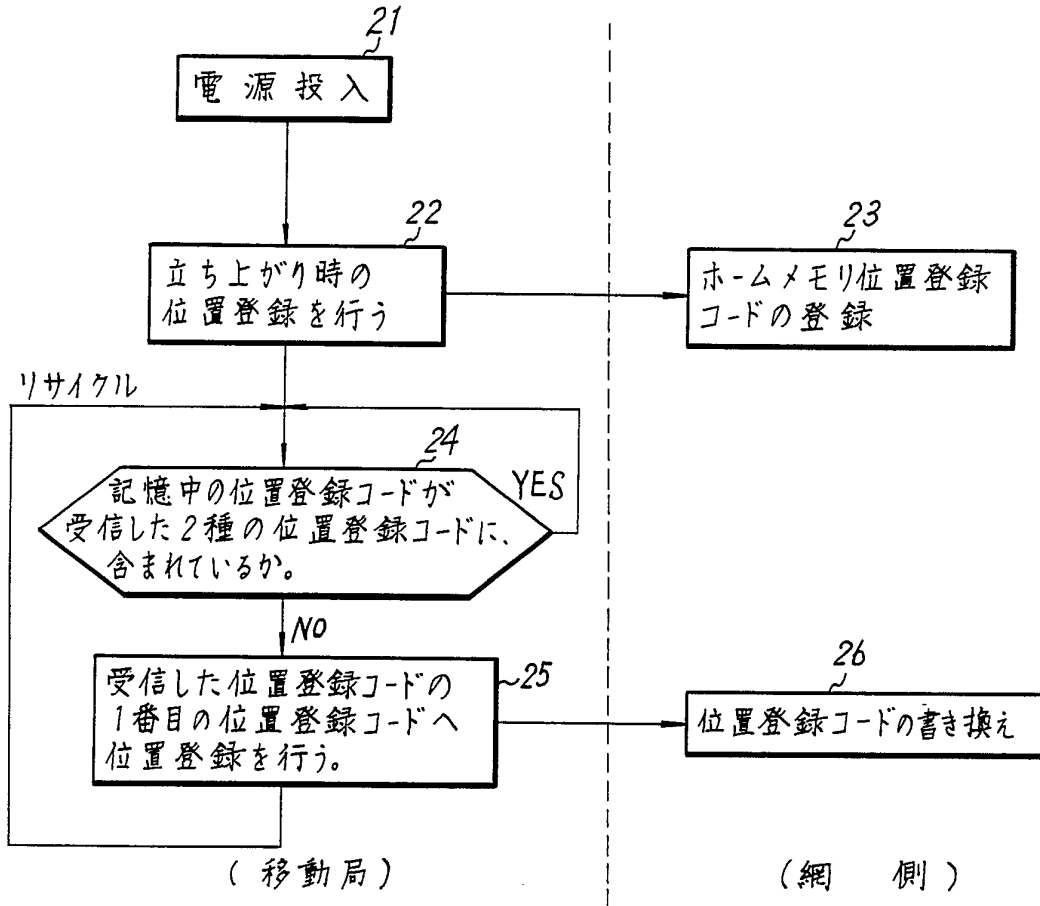 21
電源投入
22
立ち上がり時の
位置登録を行う
23
ホームメモリ位置登録
コードの登録
リサイクル
24
記憶中の位置登録コードが
受信した2種の位置登録コードに、
含まれているか。
YES
NO
受信した位置登録コードの
1番目の位置登録コードへ
位置登録を行う。
25
26
位置登録コードの書き換え
(移動局)
(網 側)